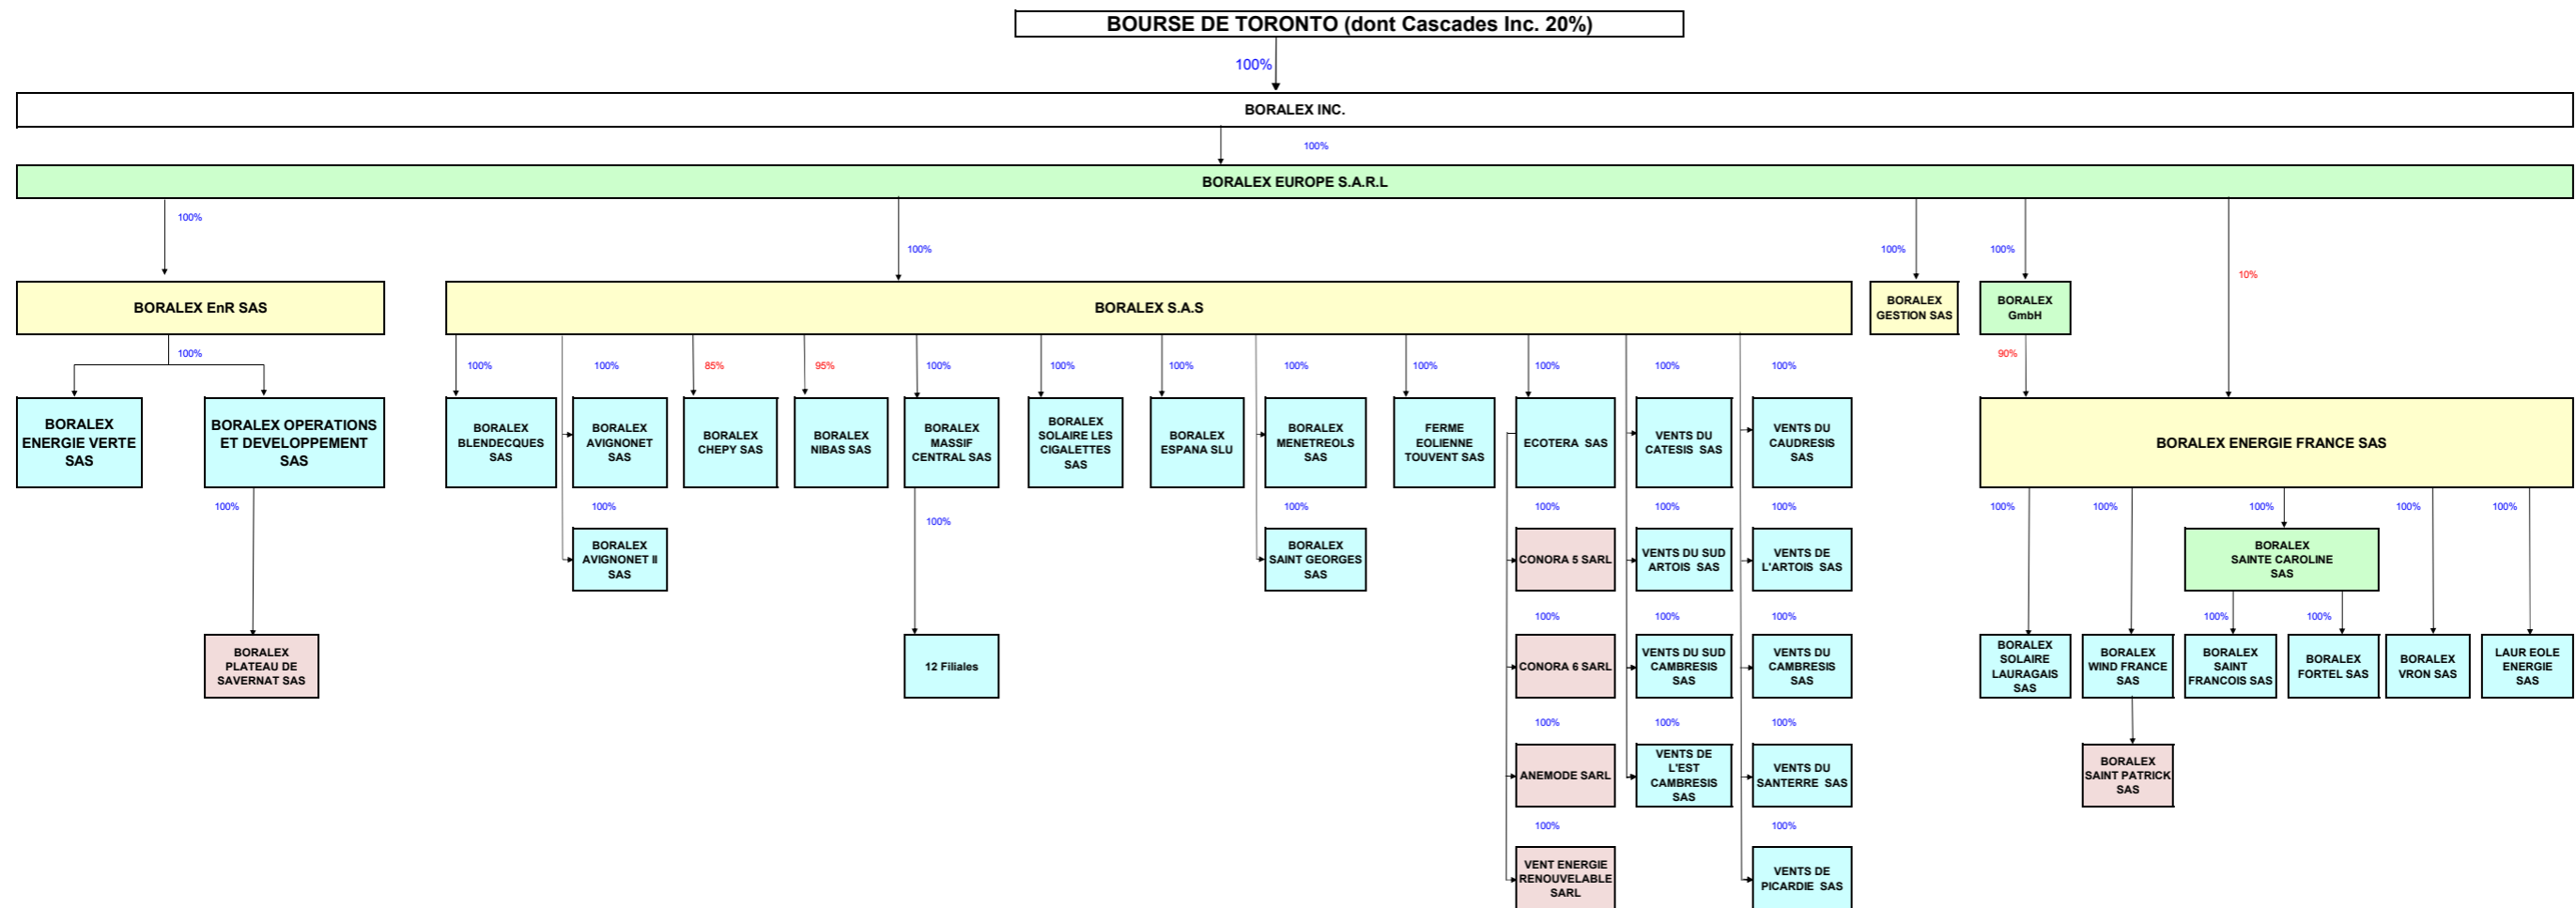 BOURSE DE TORONTO (dont Cascades Inc. 20%)
100%
BORALEX INC.
100%
BORALEX EUROPE S.A.R.L
100%
100%
100%
100%
10%
BORALEX EnR SAS
BORALEX S.A.S
BORALEX
GESTION SAS
BORALEX
GmbH
100%
100%
100%
85%
95%
100%
100%
100%
100%
100%
100%
100%
100%
90%
BORALEX
ENERGIE VERTE
SAS
BORALEX OPERATIONS
ET DEVELOPPEMENT
SAS
BORALEX
BLENDECQUES
SAS
BORALEX
AVIGNONET
SAS
BORALEX
CHEPY SAS
BORALEX
NIBAS SAS
BORALEX
MASSIF
CENTRAL SAS
BORALEX
SOLAIRE LES
CIGALETTES
SAS
BORALEX
ESPANA SLU
BORALEX
MENETREOLS
SAS
FERME
EOLIENNE
TOUVENT SAS
ECOTERA SAS
VENTS DU
CATESIS SAS
VENTS DU
CAUDRESIS
SAS
BORALEX ENERGIE FRANCE SAS
100%
100%
100%
100%
100%
100%
100%
100%
100%
100%
100%
100%
BORALEX
AVIGNONET II
SAS
BORALEX
SAINT GEORGES
SAS
CONORA 5 SARL
VENTS DU SUD
ARTOIS SAS
VENTS DE
L'ARTOIS SAS
BORALEX
SAINTE CAROLINE
SAS
100%
100%
100%
100%
100%
BORALEX
PLATEAU DE
SAVERNAT SAS
12 Filiales
CONORA 6 SARL
VENTS DU SUD
CAMBRESIS
SAS
VENTS DU
CAMBRESIS
SAS
BORALEX
SOLAIRE
LAURAGAIS
SAS
BORALEX
WIND FRANCE
SAS
BORALEX
SAINT
FRANCOIS SAS
BORALEX
FORTEL SAS
BORALEX
VRON SAS
LAUR EOLE
ENERGIE
SAS
100%
100%
100%
ANEMODE SARL
VENTS DE
L'EST
CAMBRESIS
SAS
VENTS DU
SANTERRE SAS
BORALEX
SAINT PATRICK
SAS
100%
100%
VENT ENERGIE
RENOUVELABLE
SARL
VENTS DE
PICARDIE SAS